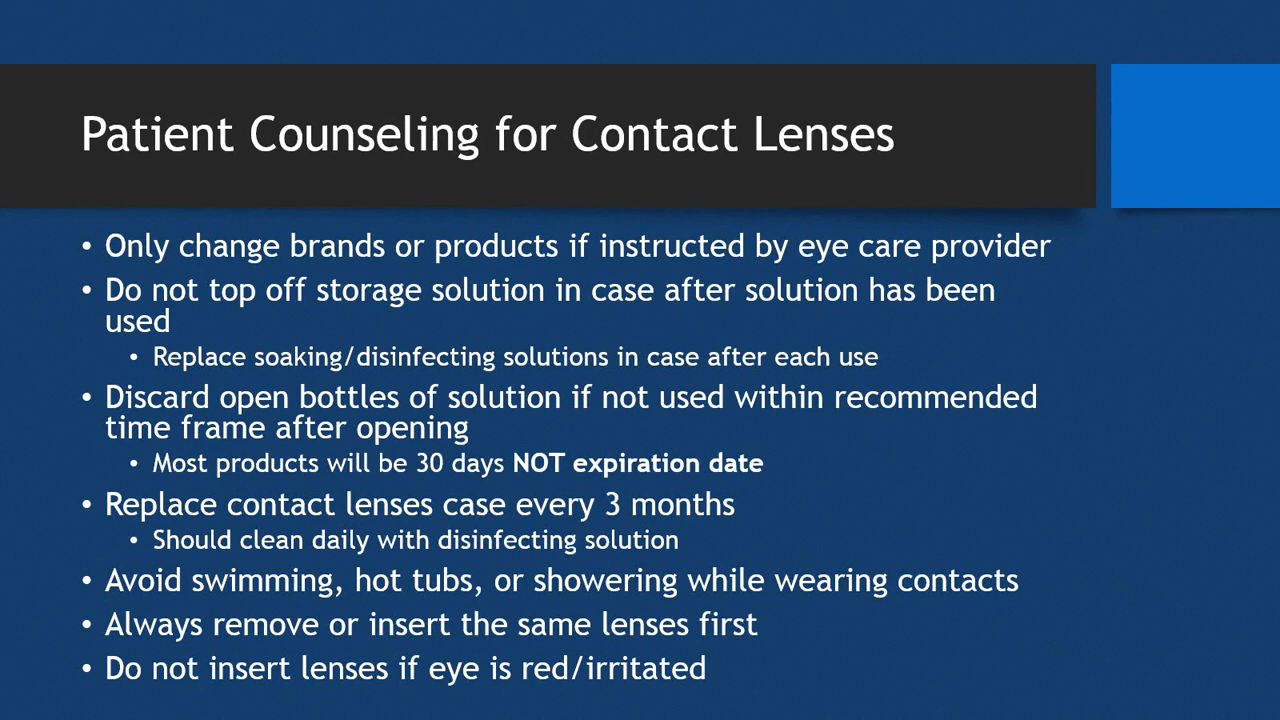 Patient Counseling for Contact Lenses
• Only change brands or products if instructed by eye care provider
• Do not top off storage solution in case after solution has been
used
• Replace soaking/disinfecting solutions in case after each use
• Discard open bottles of solution if not used within recommended
time frame after opening
• Most products will be 30 days NOT expiration date
• Replace contact lenses case every 3 months
• Should clean daily with disinfecting solution
• Avoid swimming, hot tubs, or showering while wearing contacts
• Always remove or insert the same lenses first
• Do not insert lenses if eye is red/irritated